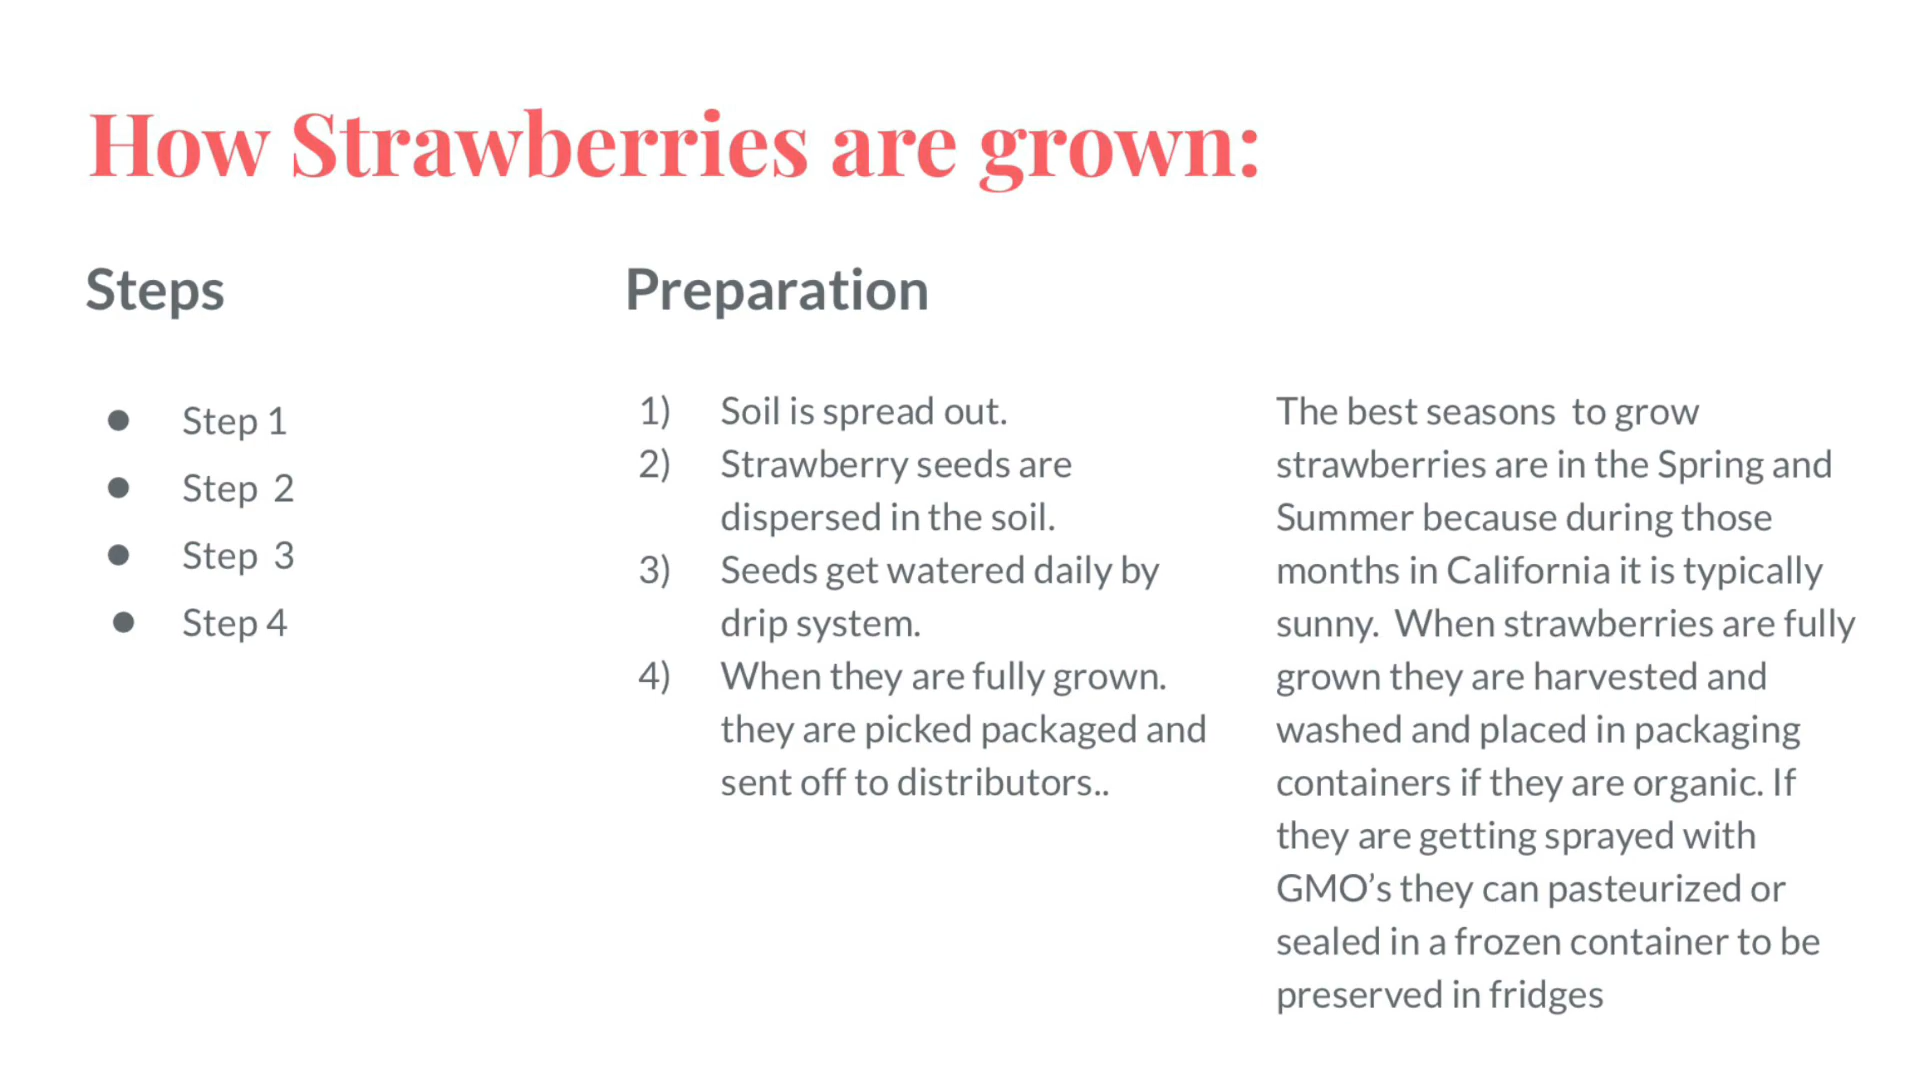 How Strawberries are grown:
Steps
● Step 1
● Step 2
● Step 3
● Step 4
Preparation
1) Soil is spread out.
2) Strawberry seeds are
dispersed in the soil.
3) Seeds get watered daily by
drip system.
4) When they are fully grown.
they are picked packaged and
sent off to distributors..
The best seasons  to grow
strawberries are in the Spring and
Summer because during those
months in California it is typically
sunny.  When strawberries are fully
grown they are harvested and
washed and placed in packaging
containers if they are organic. If
they are getting sprayed with
GMO’s they can pasteurized or
sealed in a frozen container to be
preserved in fridges